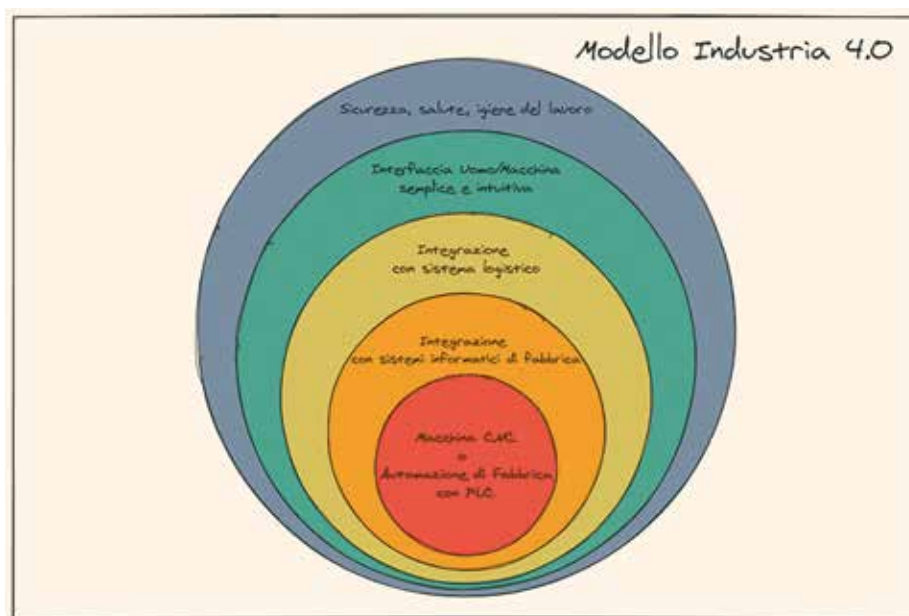 Modello Industria 4.0
Sicurezza, salute, igiene del lavoro
Interfaccia Uomo/Macchina
semplice e intuitiva
Integrazione
con sistema logistico
Integrazione
con sistemi informatici di fabbrica
Macchina CNC
o
Automazione di Fabbrica
con PLC